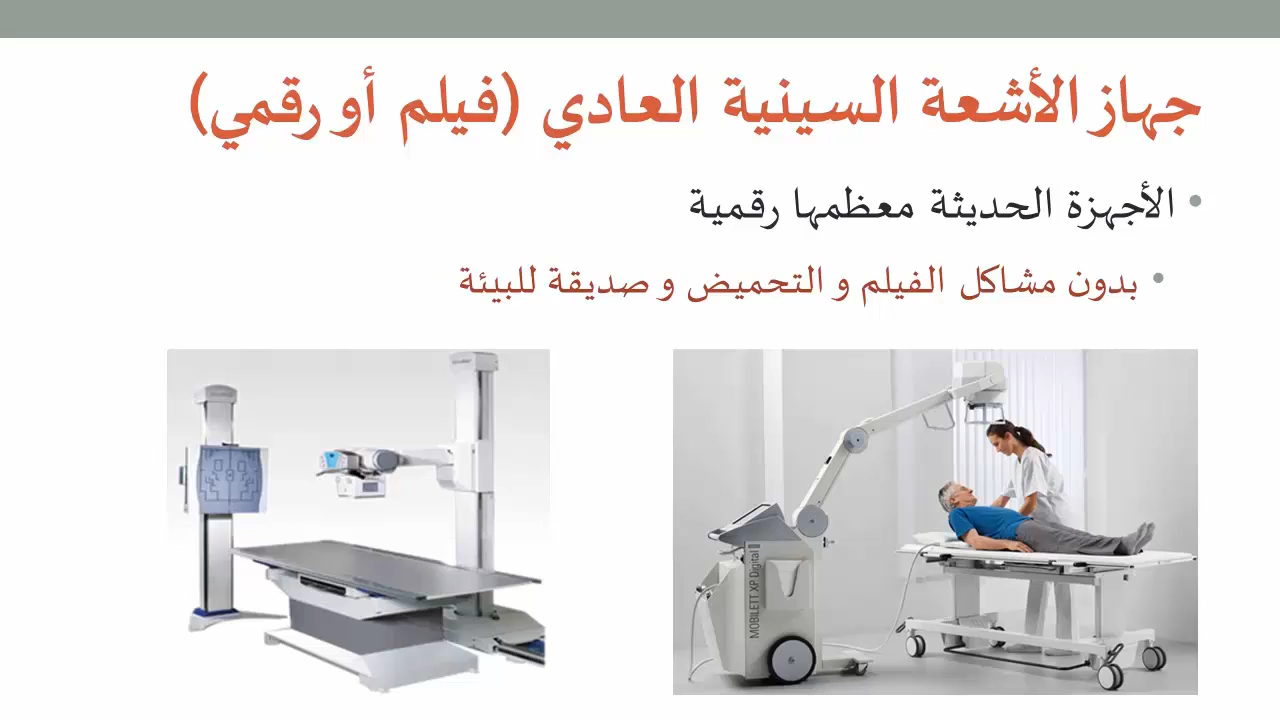 جهاز الأشعة السينية العادي (فيلم أو رقمي)
• الأجهزة الحديثة معظمها رقمية
• بدون مشاكل الفيلم و التحميض و صديقة للبيئة
MOBILETT XP Digital